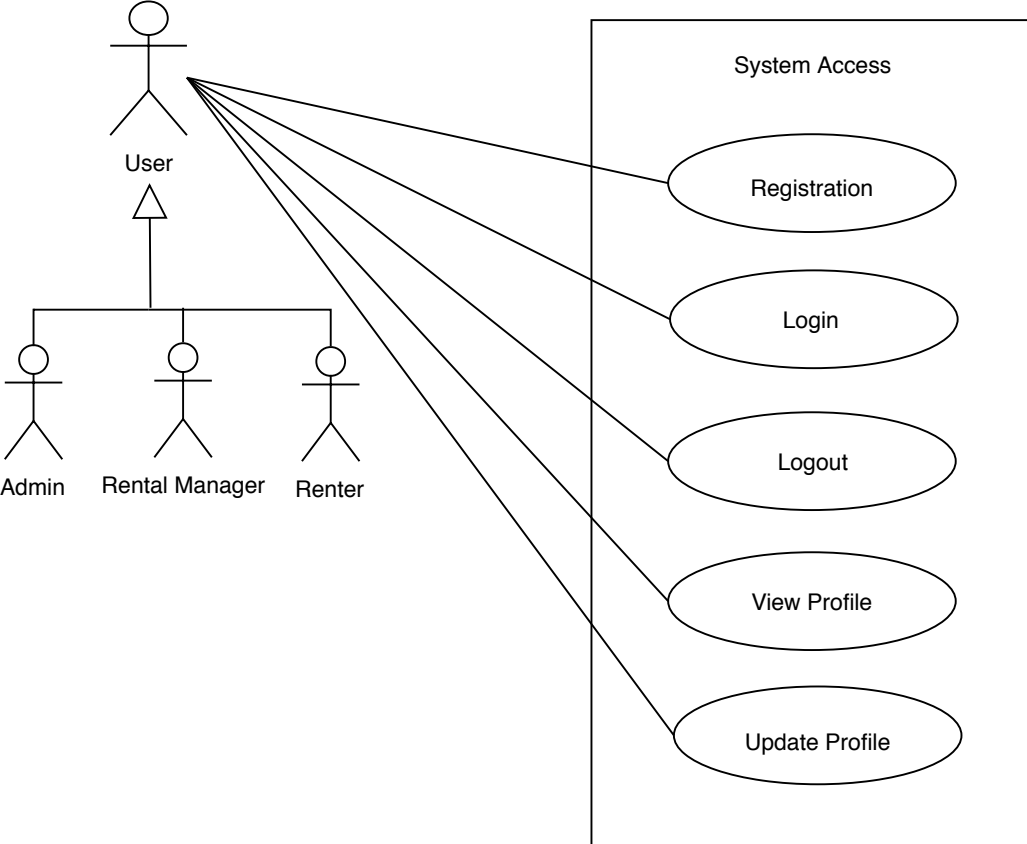 System Access
User
Registration
Login
Logout
Admin
Rental Manager
Renter
View Profile
Update Profile